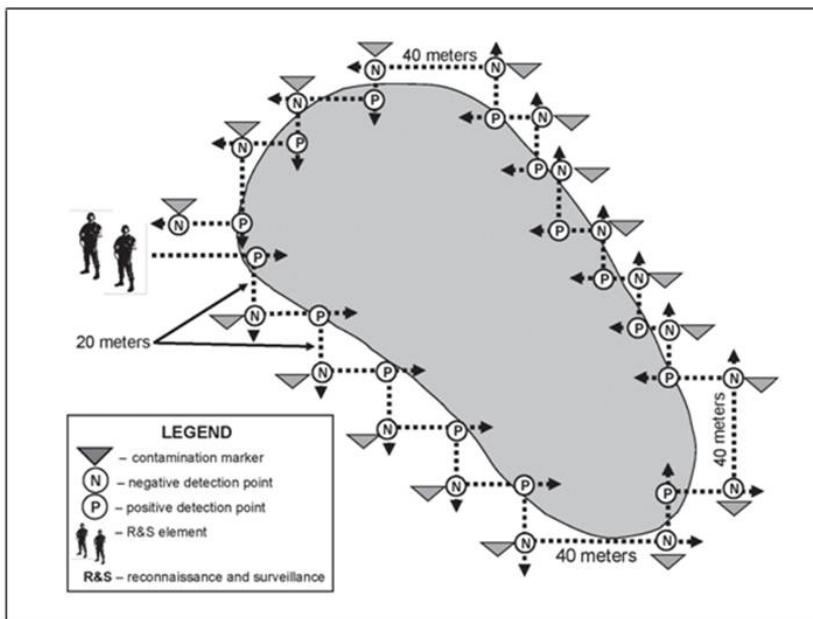 40 meters
N N
N P
P N
N P
P N
N P P N
P
P N
N P
P N
20 meters
N P P N
40 meters
N P
N P P N
N N
40 meters
LEGEND
– contamination marker
N – negative detection point
P – positive detection point
– R&S element
R&S – reconnaissance and surveillance